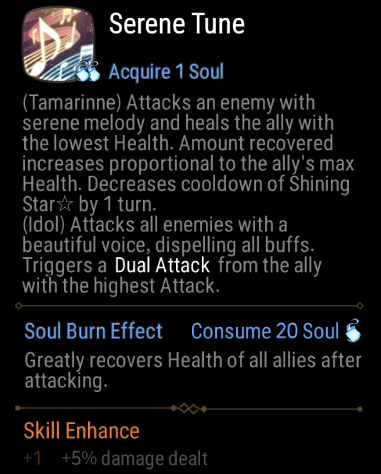 Serene Tune
Acquire 1 Soul
(Tamarinne) Attacks an enemy with
serene melody and heals the ally with
the lowest Health. Amount recovered
increases proportional to the ally's max
Health. Decreases cooldown of Shining
Star☆ by 1 turn.
(Idol) Attacks all enemies with a
beautiful voice, dispelling all buffs.
Triggers a Dual Attack from the ally
with the highest Attack.
Soul Burn Effect Consume 20 Soul
Greatly recovers Health of all allies after
attacking.
Skill Enhance
+1 +5% damage dealt